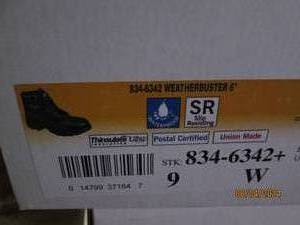 834-6342 WEATHERBUSTER 6"
SR
Slip
Resisting
Thinsulate Ultra
Postal Certified
Union Made
STK 834-6342+
9 W